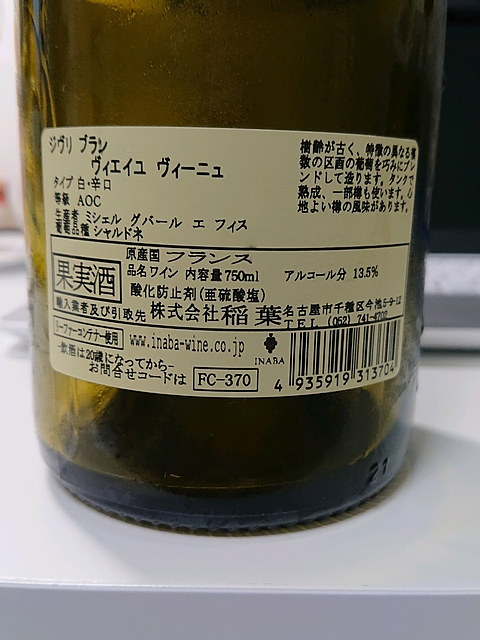 ジヴリ ブラン
ヴィエイユ ヴィーニュ
タイプ 白・辛口
等級 AOC
生産者 ミシェル グバール エ フィス
葡萄品種 シャルドネ
樹齢が古く、特徴の異なる複
数の区画の葡萄を巧みにブレ
ンドして造ります。タンクで
熟成、一部樽も使います。心
地よい樽の風味があります。
原産国 フランス
果実酒
品名 ワイン 内容量 750ml アルコール分 13.5%
酸化防止剤(亜硫酸塩)
輸入業者及び引取先 株式会社 稲葉 名古屋市千種区今池5-9-12
TEL (052) 741-4702
リーファーコンテナー使用 www.inaba-wine.co.jp
INABA
-飲酒は20歳になってから-
お問合せコードは FC-370
4 935919 313704
21